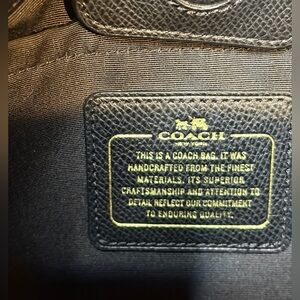 COACH
NEW YORK
THIS IS A COACH BAG. IT WAS
HANDCRAFTED FROM THE FINEST
MATERIALS. ITS SUPERIOR
CRAFTSMANSHIP AND ATTENTION TO
DETAIL REFLECT OUR COMMITMENT
TO ENDURING QUALITY.